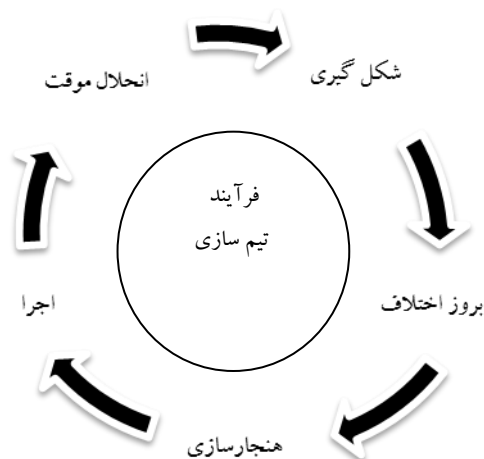 شکل گیری
انحلال موقت
فرآیند
تیم سازی
بروز اختلاف
اجرا
هنجارسازی